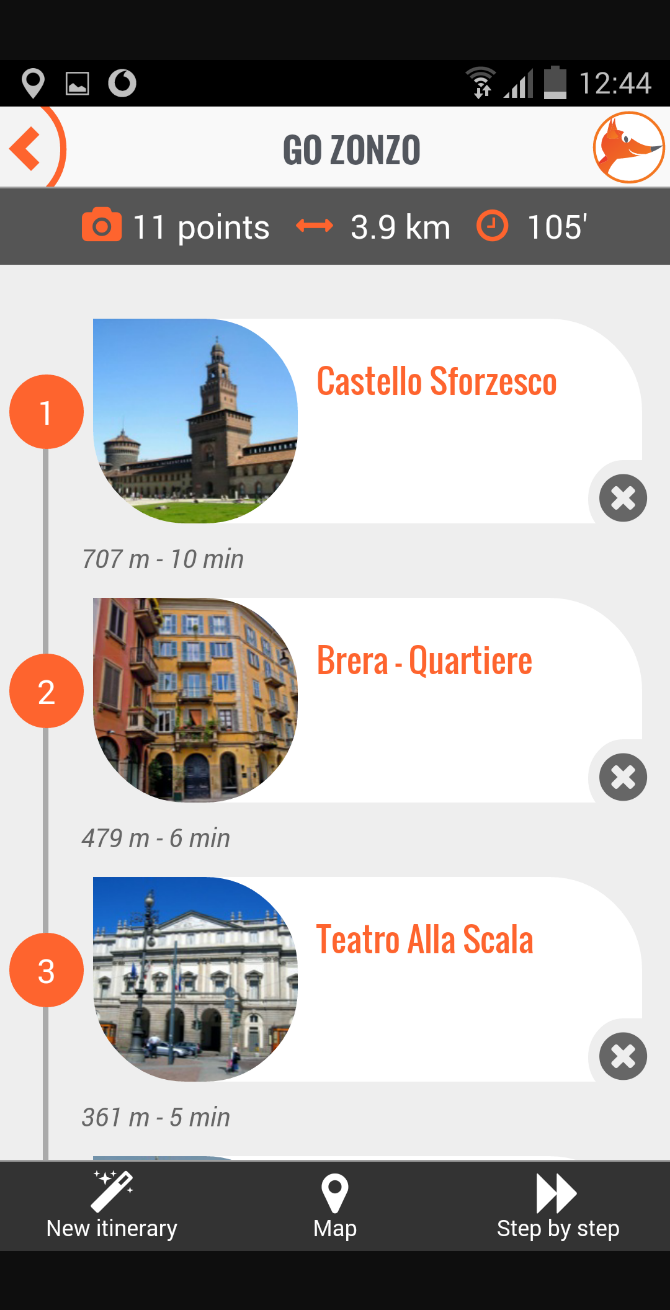 12:44
GO ZONZO
11 points 3.9 km 105'
1
Castello Sforzesco
707 m - 10 min
2
Brera - Quartiere
479 m - 6 min
3
Teatro Alla Scala
361 m - 5 min
New itinerary Map Step by step